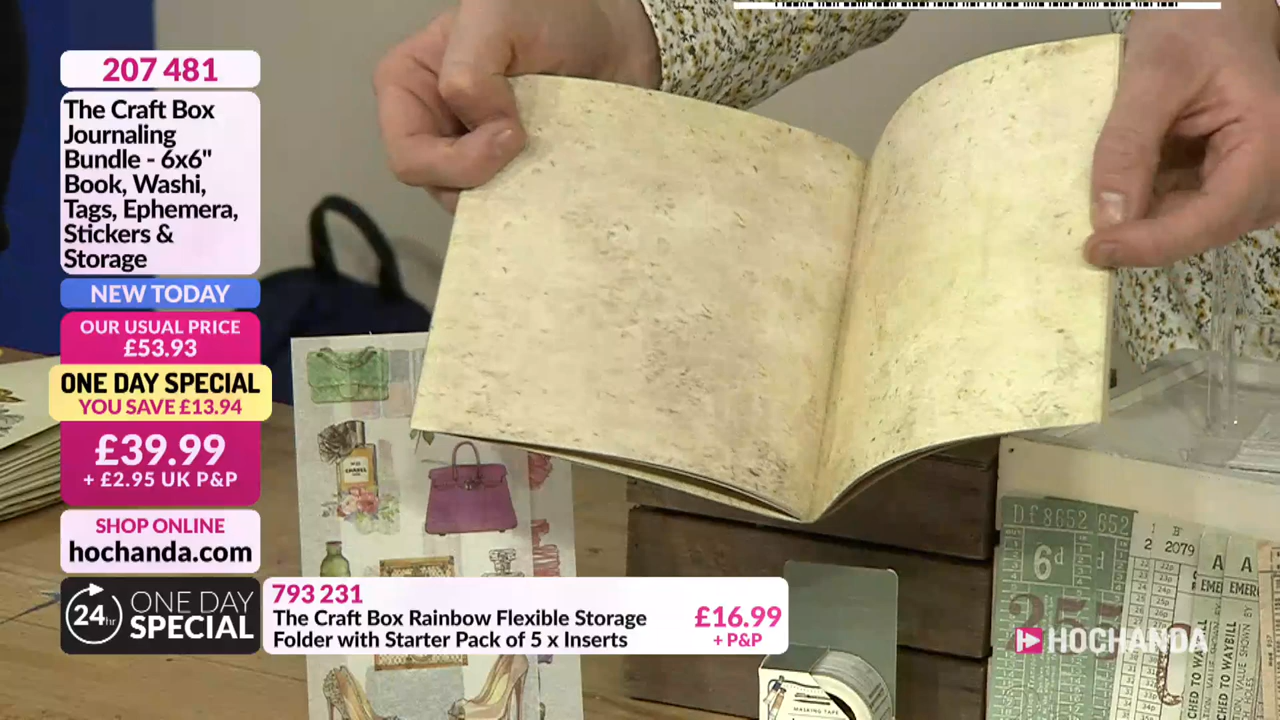 207 481
The Craft Box
Journaling
Bundle - 6x6"
Book, Washi,
Tags, Ephemera,
Stickers &
Storage
NEW TODAY
OUR USUAL PRICE
£53.93
ONE DAY SPECIAL
YOU SAVE £13.94
£39.99
+ £2.95 UK P&P
SHOP ONLINE
hochanda.com
24hr
ONE DAY
SPECIAL
793 231
The Craft Box Rainbow Flexible Storage
Folder with Starter Pack of 5 x Inserts
£16.99
+ P&P
CHANEL
MASKING TAPE
Df8652 652
6d
d
2079
355
HOCHANDA